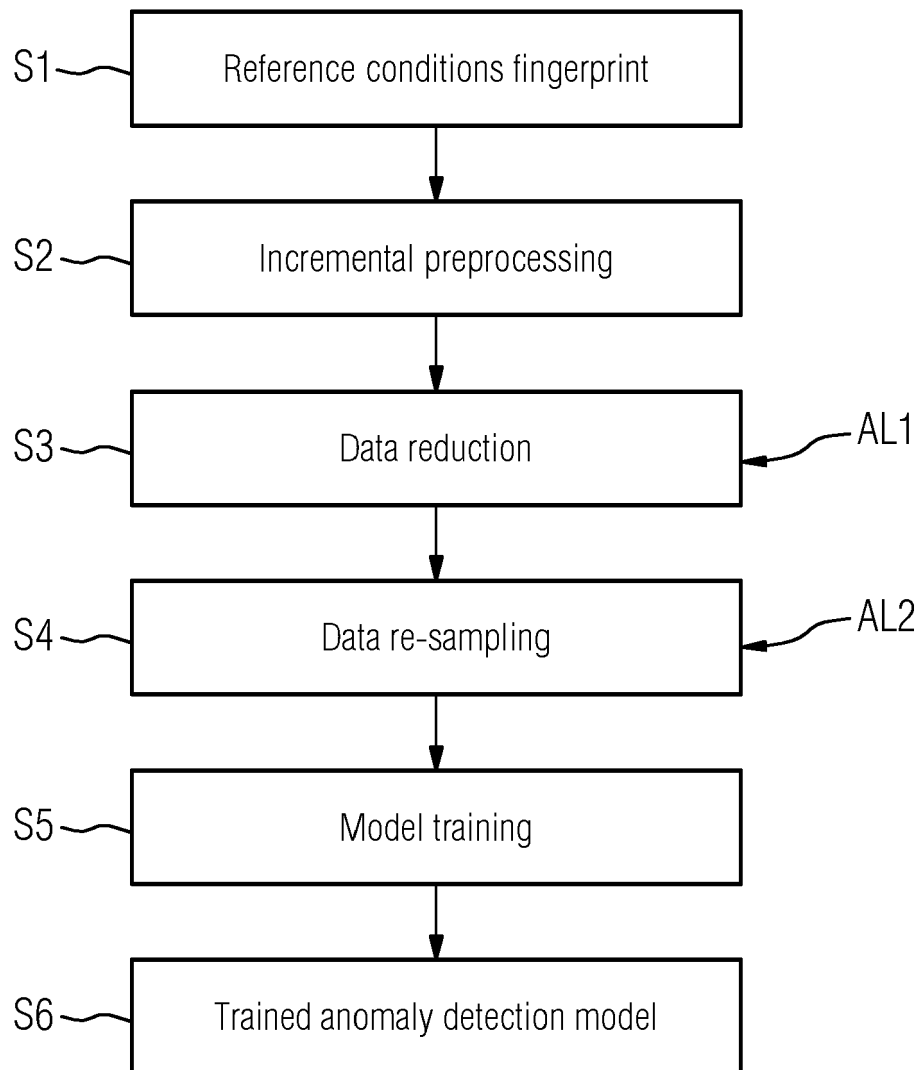 S1
Reference conditions fingerprint
S2
Incremental preprocessing
S3
Data reduction
AL1
S4
Data re-sampling
AL2
S5
Model training
S6
Trained anomaly detection model